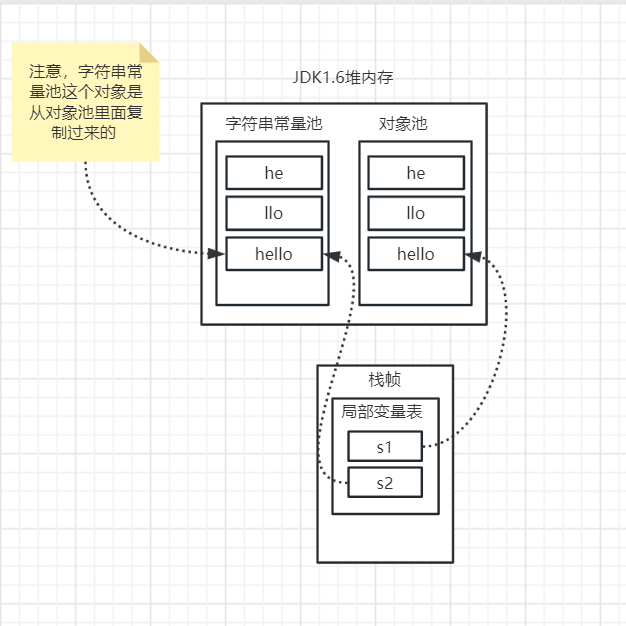 注意，字符串常
量池这个对象是
从对象池里面复
制过来的
JDK1.6堆内存
字符串常量池
对象池
he
he
llo
llo
hello
hello
栈帧
局部变量表
s1
s2